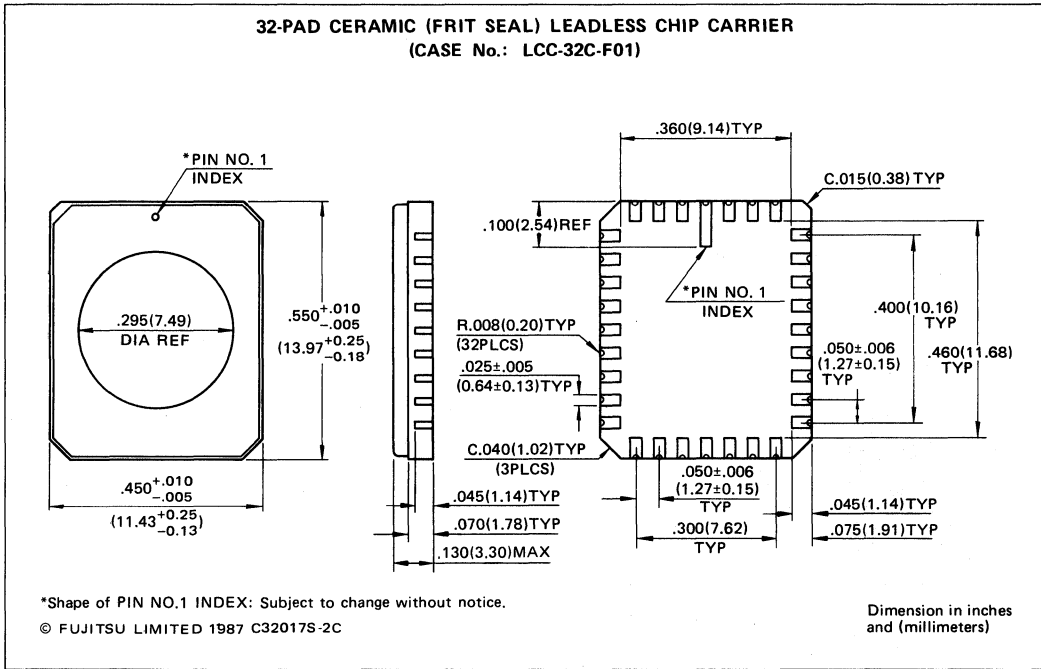 32-PAD CERAMIC (FRIT SEAL) LEADLESS CHIP CARRIER
(CASE No.: LCC-32C-F01)
*PIN NO. 1
INDEX
.295(7.49)
DIA REF
.550+.010
-.005
(13.97+0.25
-0.18)
.450+.010
-.005
(11.43+0.25
-0.13)
.360(9.14)TYP
C.015(0.38) TYP
.100(2.54)REF
*PIN NO. 1
INDEX
R.008(0.20)TYP
(32PLCS)
.025±.005
(0.64±0.13)TYP
C.040(1.02)TYP
(3PLCS)
.400(10.16)
TYP
.050±.006
(1.27±0.15)
TYP
.460(11.68)
TYP
.050±.006
(1.27±0.15)
TYP
.300(7.62)
TYP
.045(1.14)TYP
.075(1.91)TYP
.045(1.14)TYP
.070(1.78)TYP
.130(3.30)MAX
*Shape of PIN NO.1 INDEX: Subject to change without notice.
© FUJITSU LIMITED 1987 C32017S-2C
Dimension in inches
and (millimeters)